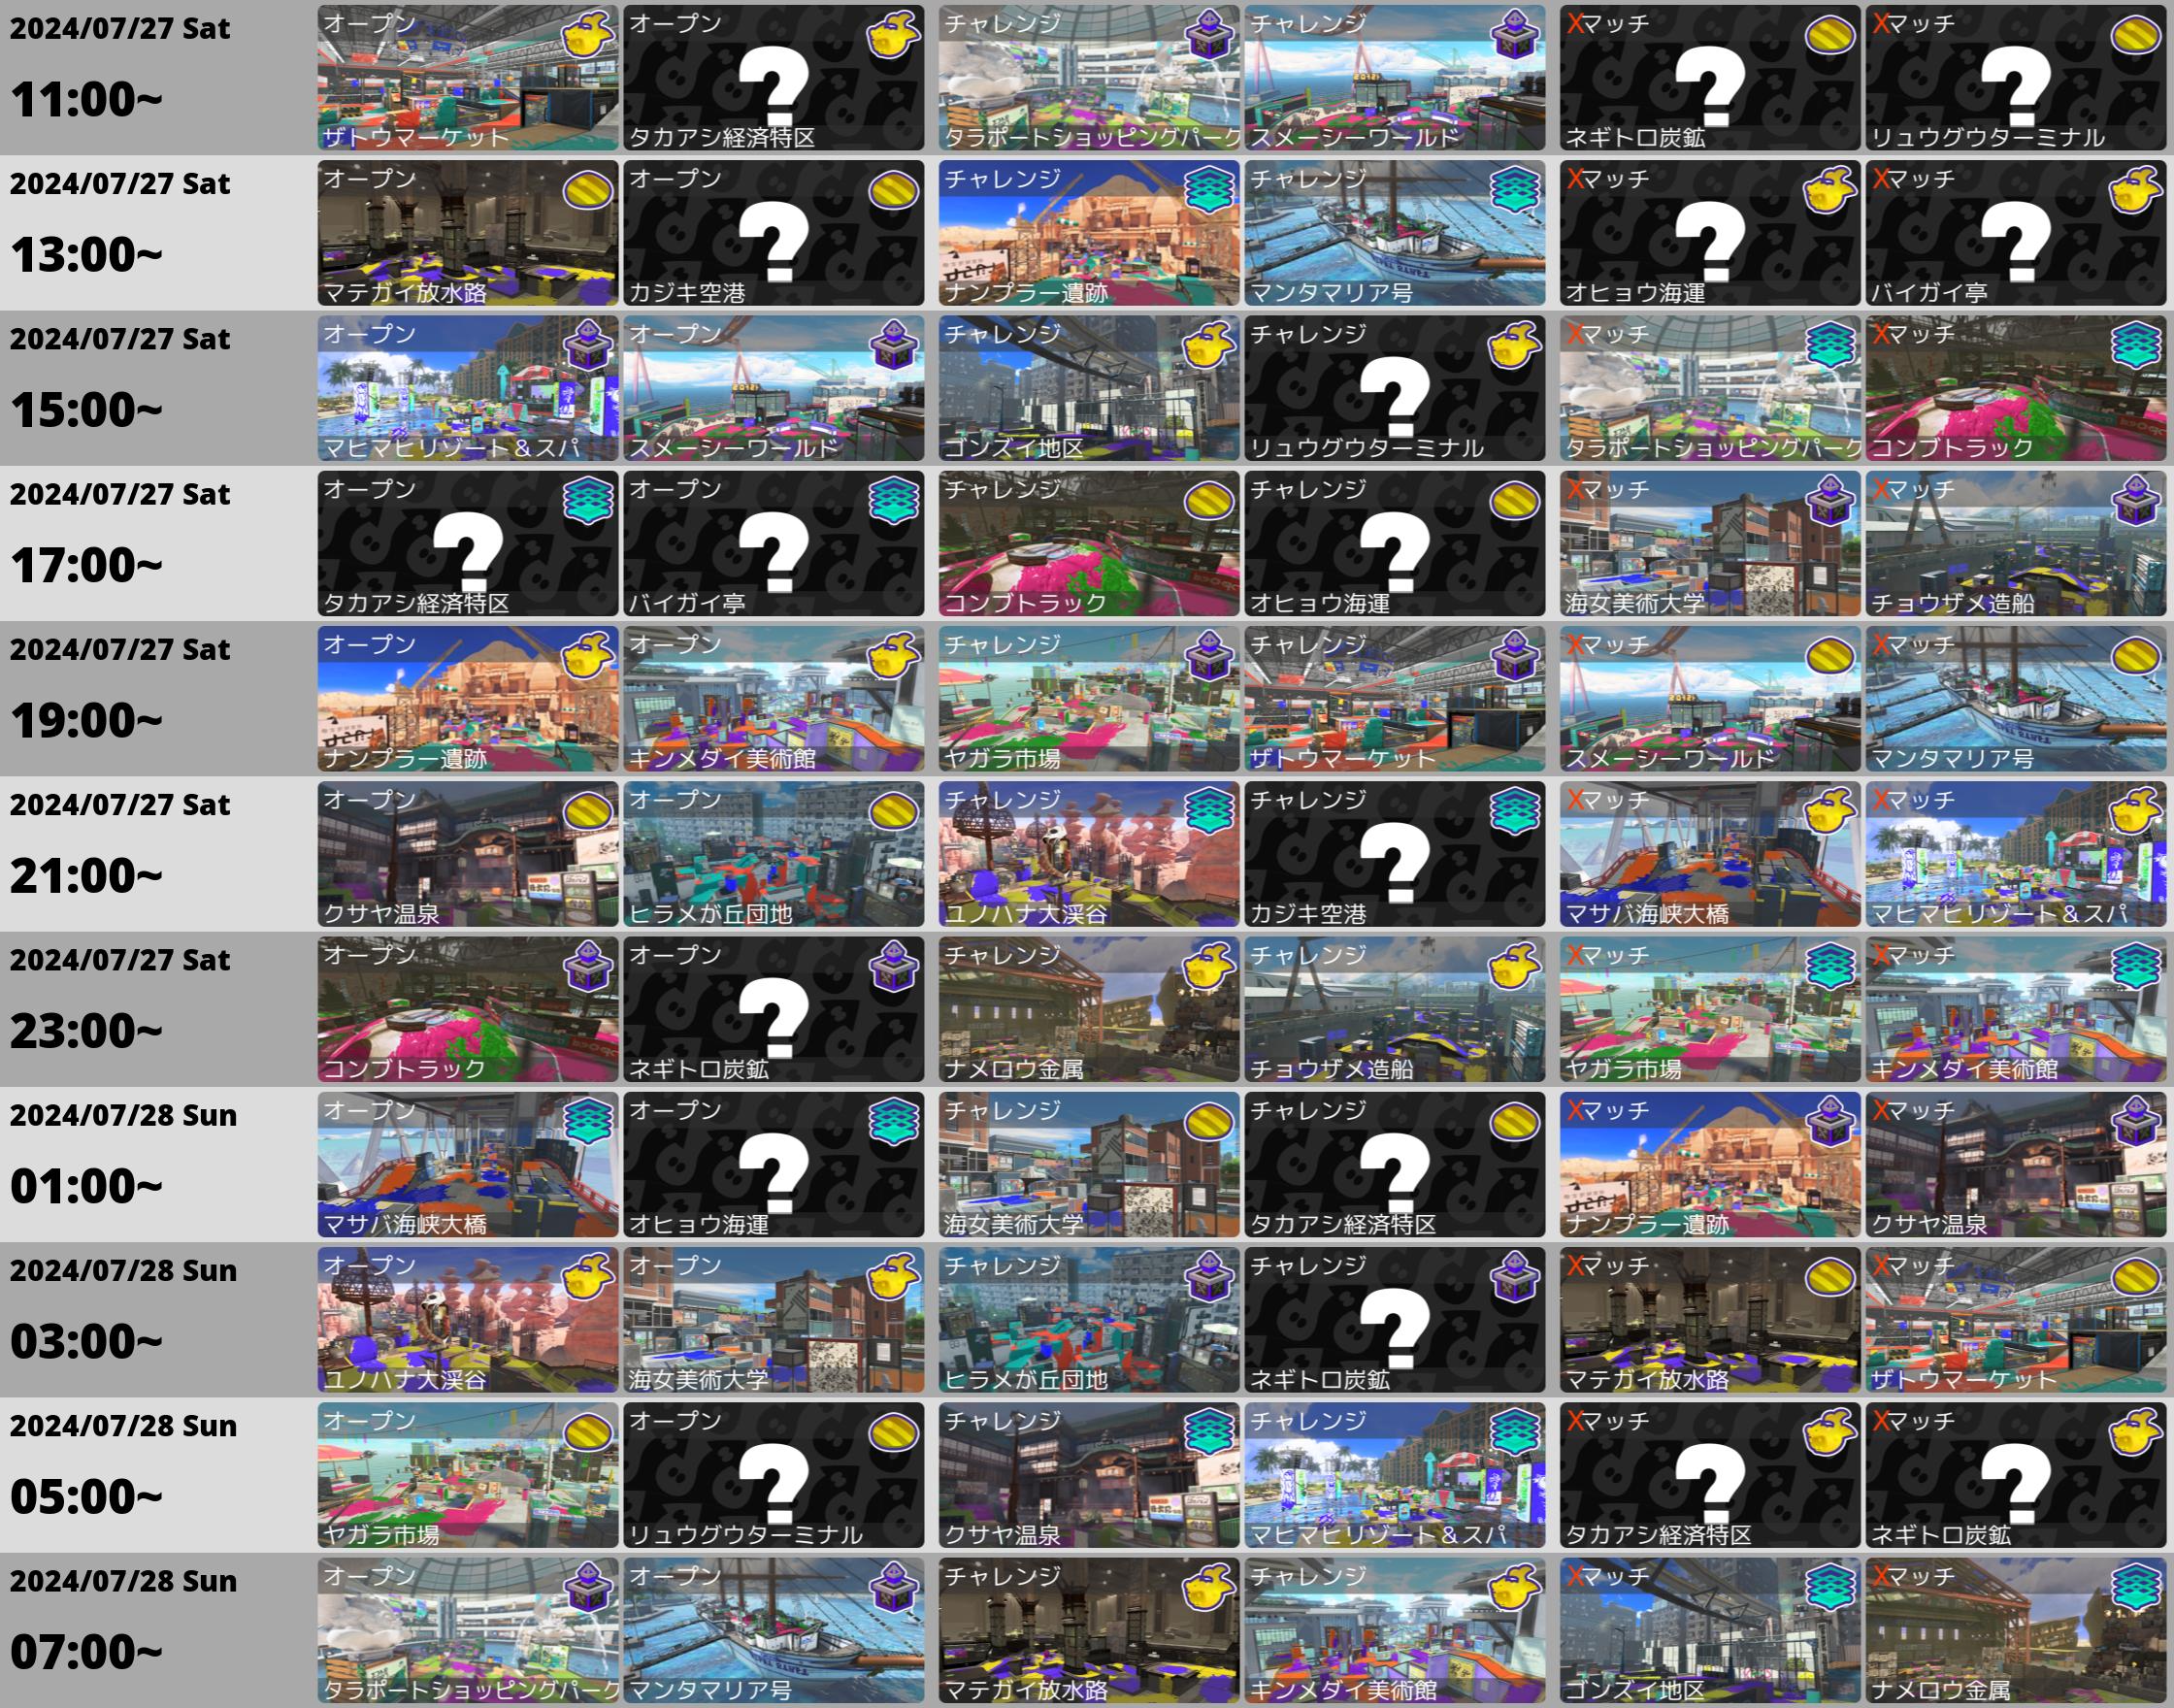 2024/07/27 Sat
11:00~
オープン オープン チャレンジ チャレンジ Xマッチ Xマッチ
ザトウマーケット タカアシ経済特区 タラポートショッピングパーク スメーシーワールド ネギトロ炭鉱 リュウグウターミナル
2024/07/27 Sat
13:00~
オープン オープン チャレンジ チャレンジ Xマッチ Xマッチ
マテガイ放水路 カジキ空港 ナンプラー遺跡 マンタマリア号 オヒョウ海運 バイガイ亭
2024/07/27 Sat
15:00~
オープン オープン チャレンジ チャレンジ Xマッチ Xマッチ
マヒマヒリゾート&スパ スメーシーワールド ゴンズイ地区 リュウグウターミナル タラポートショッピングパーク コンブトラック
2024/07/27 Sat
17:00~
オープン オープン チャレンジ チャレンジ Xマッチ Xマッチ
タカアシ経済特区 バイガイ亭 コンブトラック オヒョウ海運 海女美術大学 チョウザメ造船
2024/07/27 Sat
19:00~
オープン オープン チャレンジ チャレンジ Xマッチ Xマッチ
ナンプラー遺跡 キンメダイ美術館 ヤガラ市場 ザトウマーケット スメーシーワールド マンタマリア号
2024/07/27 Sat
21:00~
オープン オープン チャレンジ チャレンジ Xマッチ Xマッチ
クサヤ温泉 ヒラメが丘団地 ユノハナ大渓谷 カジキ空港 マサバ海峡大橋 マヒマヒリゾート&スパ
2024/07/27 Sat
23:00~
オープン オープン チャレンジ チャレンジ Xマッチ Xマッチ
コンブトラック ネギトロ炭鉱 ナメロウ金属 チョウザメ造船 ヤガラ市場 キンメダイ美術館
2024/07/28 Sun
01:00~
オープン オープン チャレンジ チャレンジ Xマッチ Xマッチ
マサバ海峡大橋 オヒョウ海運 海女美術大学 タカアシ経済特区 ナンプラー遺跡 クサヤ温泉
2024/07/28 Sun
03:00~
オープン オープン チャレンジ チャレンジ Xマッチ Xマッチ
ユノハナ大渓谷 海女美術大学 ヒラメが丘団地 ネギトロ炭鉱 マテガイ放水路 ザトウマーケット
2024/07/28 Sun
05:00~
オープン オープン チャレンジ チャレンジ Xマッチ Xマッチ
ヤガラ市場 リュウグウターミナル クサヤ温泉 マヒマヒリゾート&スパ タカアシ経済特区 ネギトロ炭鉱
2024/07/28 Sun
07:00~
オープン オープン チャレンジ チャレンジ Xマッチ Xマッチ
タラポートショッピングパーク マンタマリア号 マテガイ放水路 キンメダイ美術館 ゴンズイ地区 ナメロウ金属